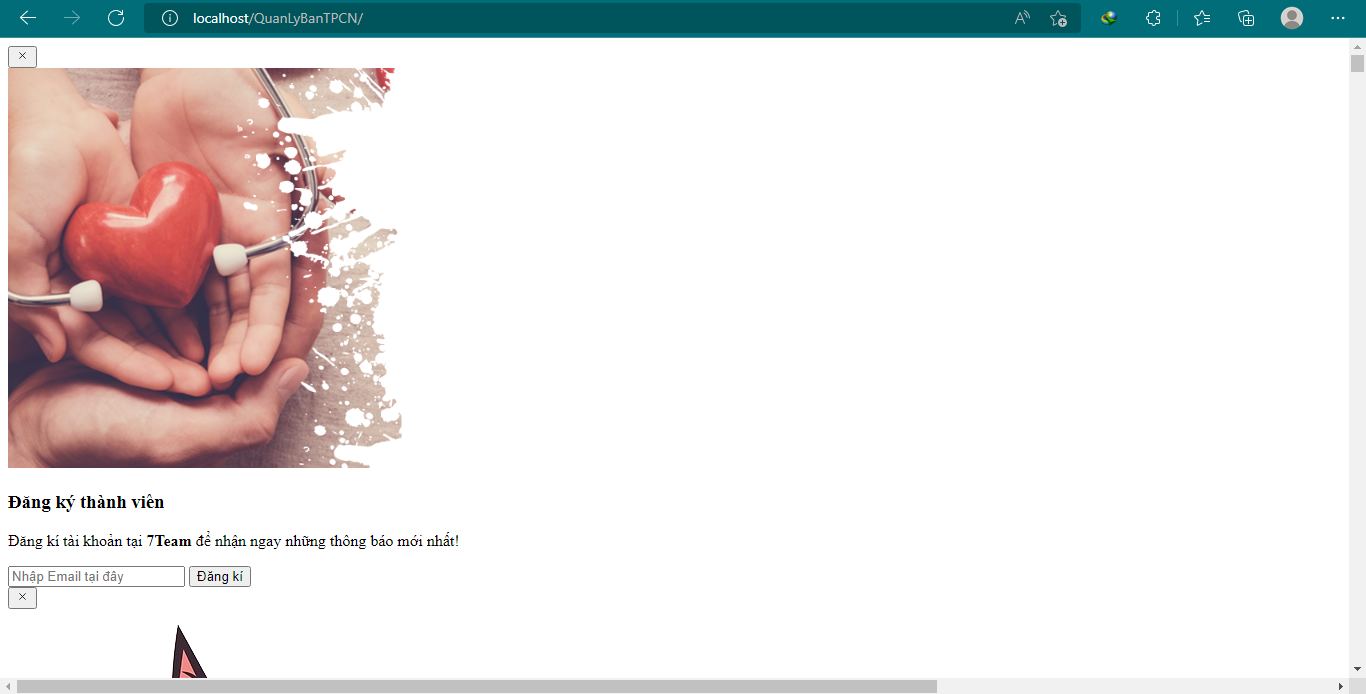 localhost/QuanLyBanTPCN/
Đăng ký thành viên
Đăng kí tài khoản tại 7Team để nhận ngay những thông báo mới nhất!
Nhập Email tại đây Đăng kí